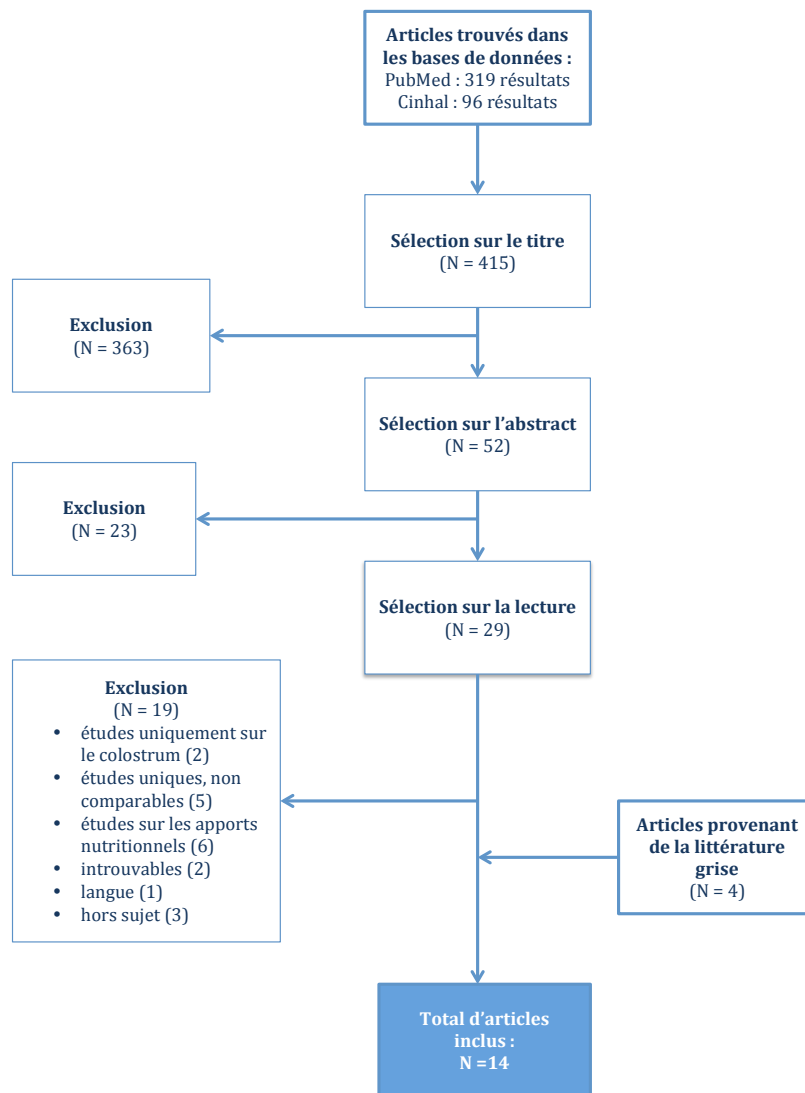 Articles trouvés dans
les bases de données :
PubMed : 319 résultats
Cinhal : 96 résultats
Sélection sur le titre
(N = 415)
Exclusion
(N = 363)
Sélection sur l'abstract
(N = 52)
Exclusion
(N = 23)
Sélection sur la lecture
(N = 29)
Exclusion
(N = 19)
• études uniquement sur
le colostrum (2)
• études uniques, non
comparables (5)
• études sur les apports
nutritionnels (6)
• introuvables (2)
• langue (1)
• hors sujet (3)
Articles provenant
de la littérature
grise
(N = 4)
Total d'articles
inclus :
N =14